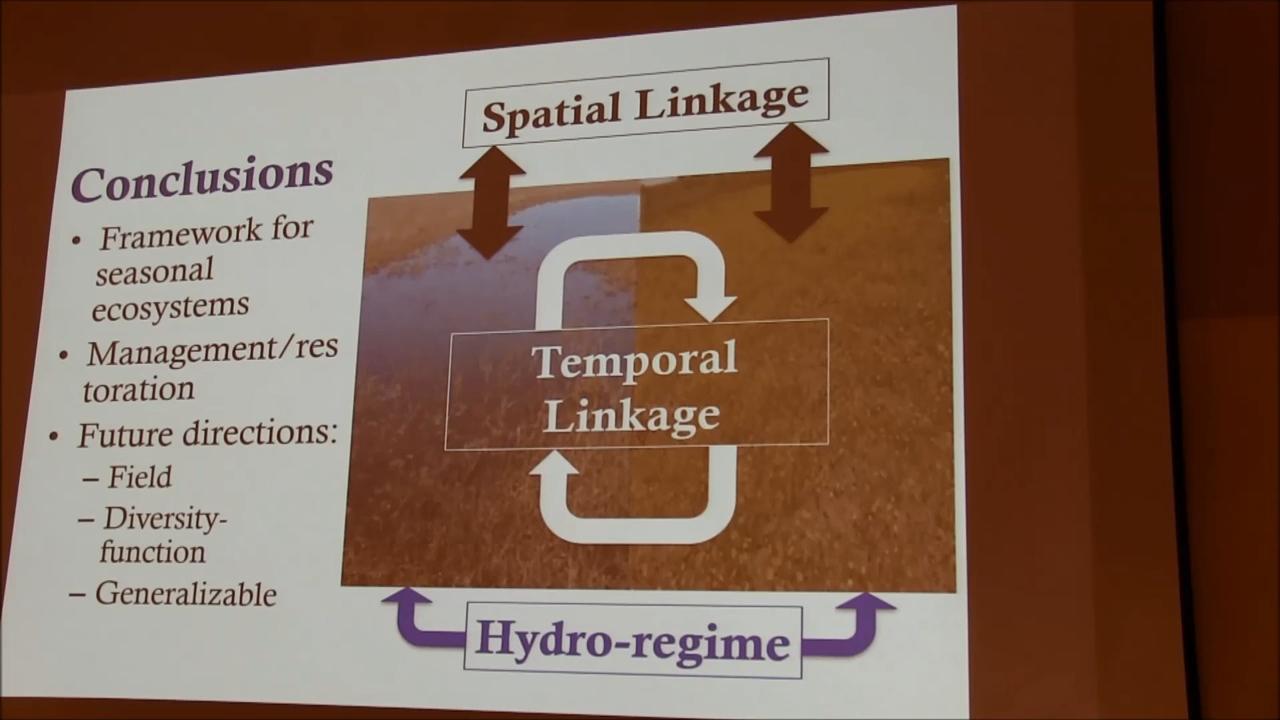 Spatial Linkage
Conclusions
• Framework for
seasonal
ecosystems
• Management/res
toration
• Future directions:
– Field
– Diversity-
function
– Generalizable
Temporal
Linkage
Hydro-regime